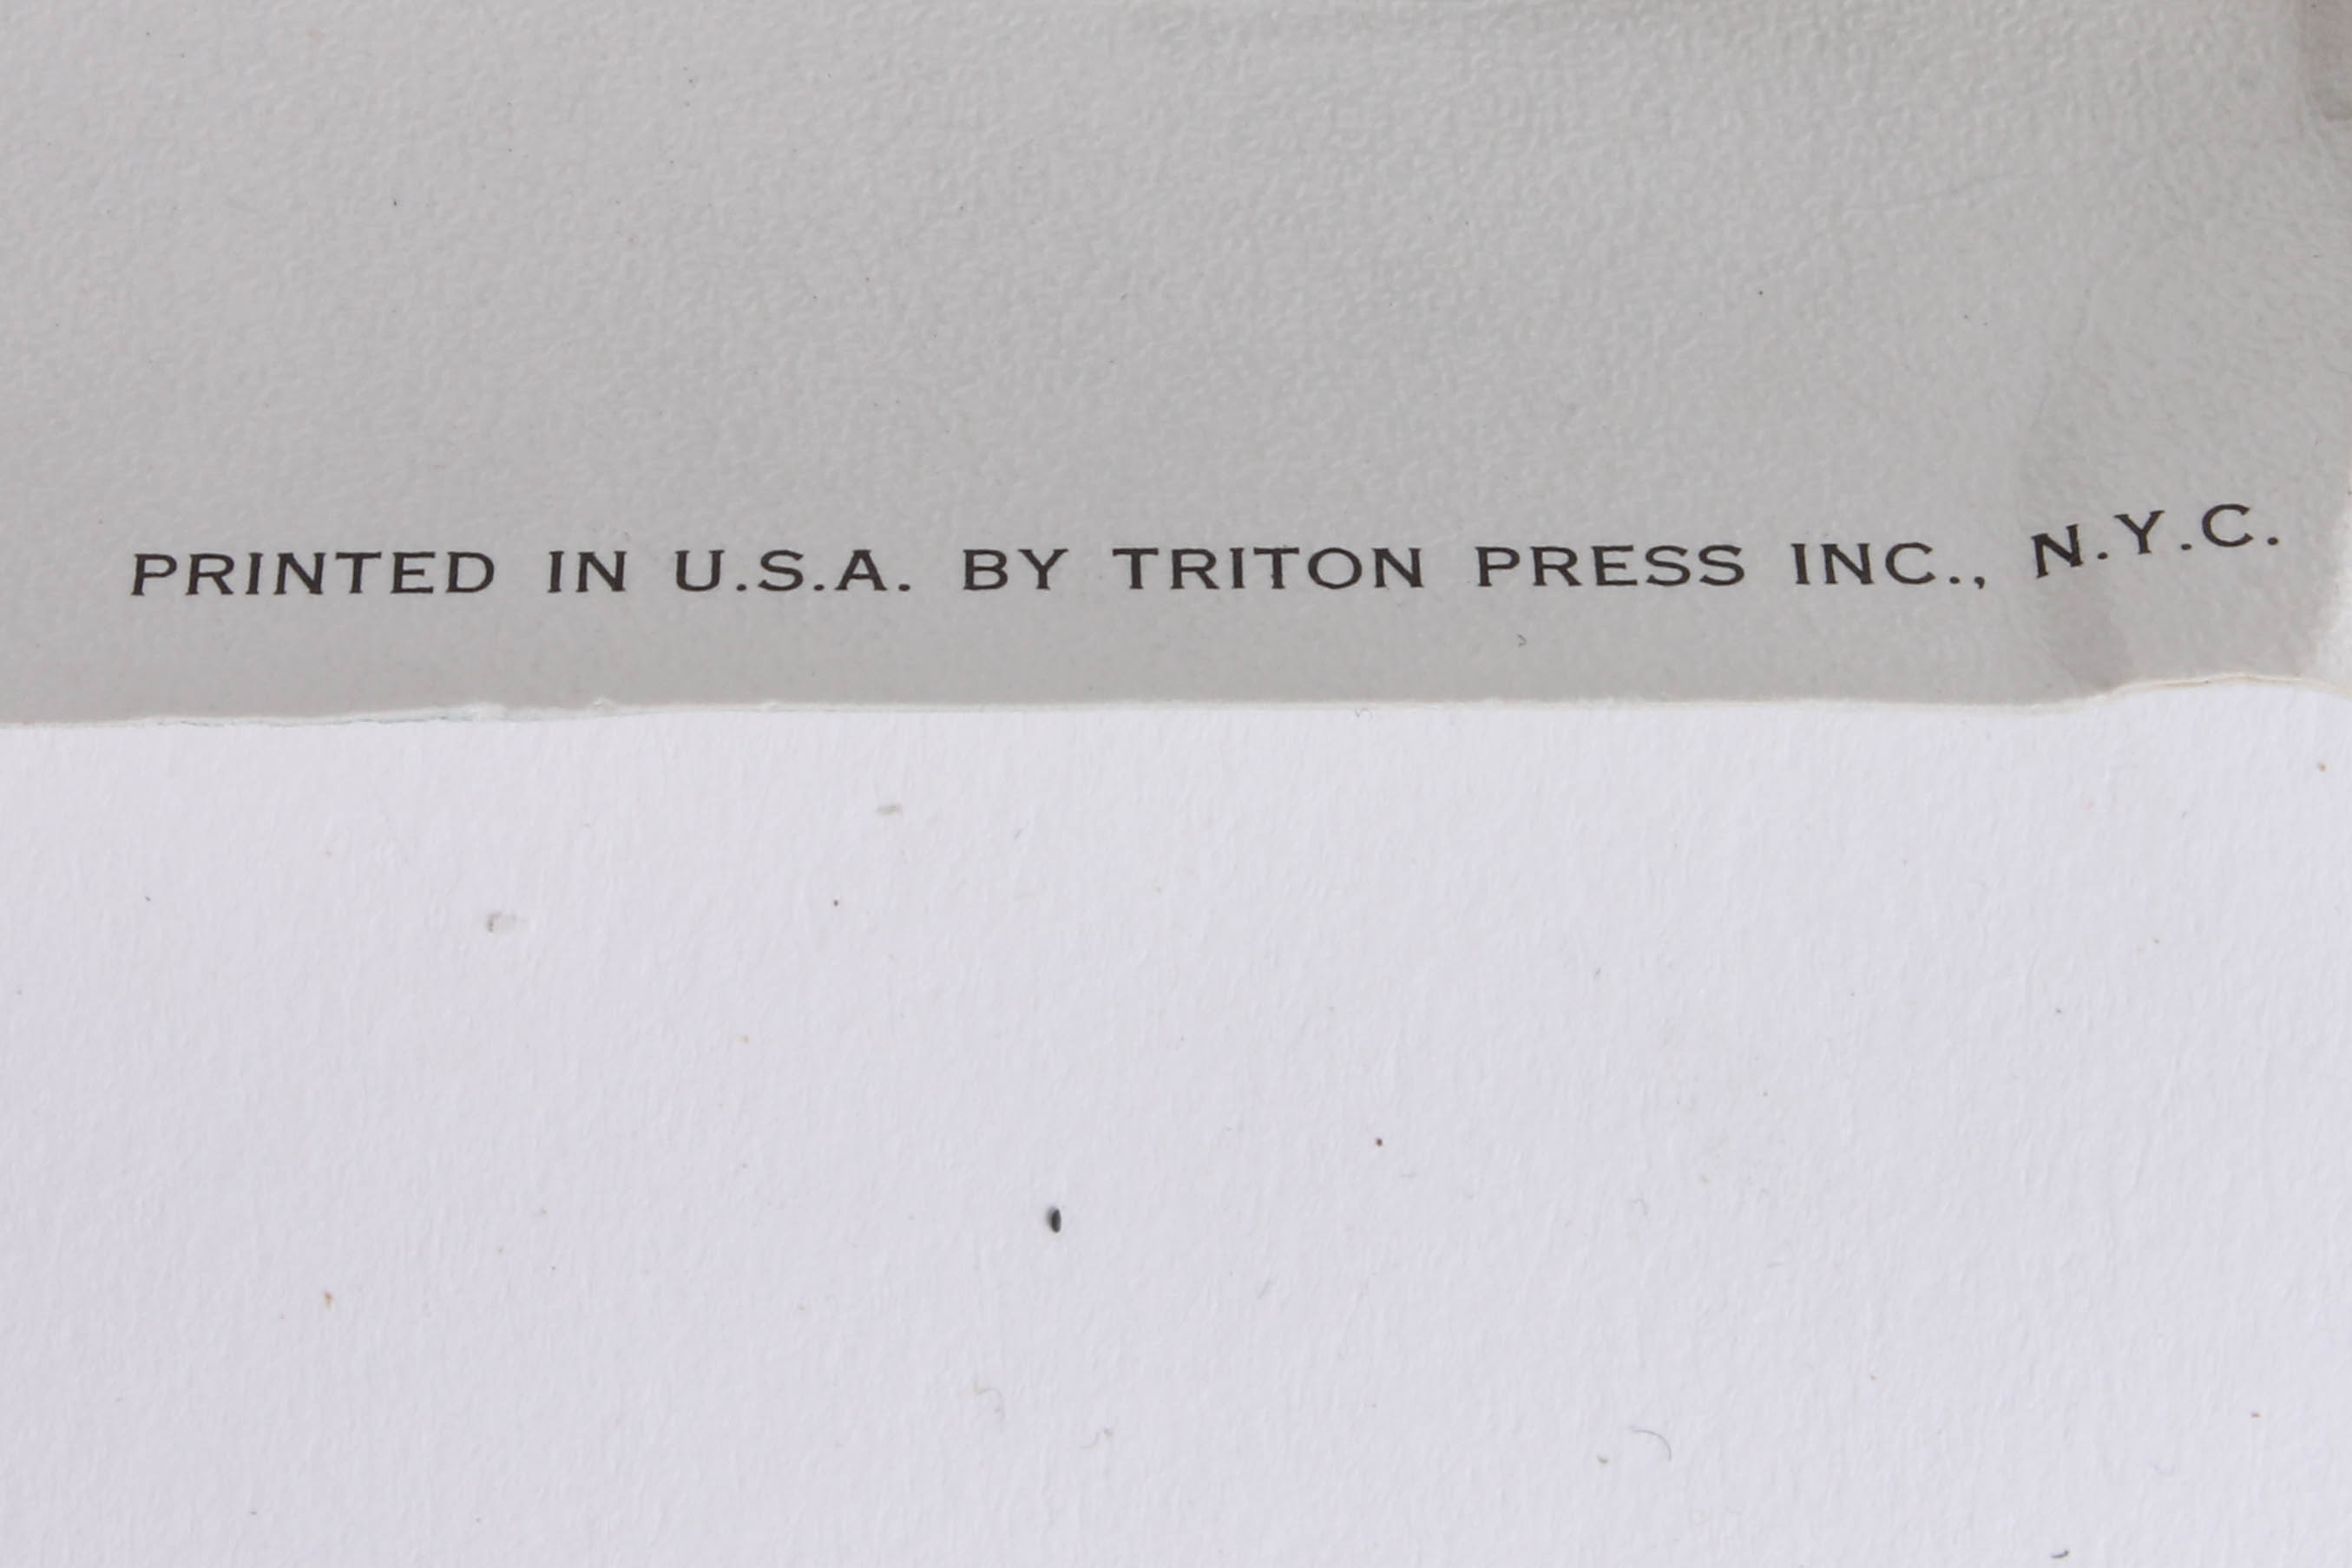 PRINTED IN U.S.A. BY TRITON PRESS INC., N.Y.C.